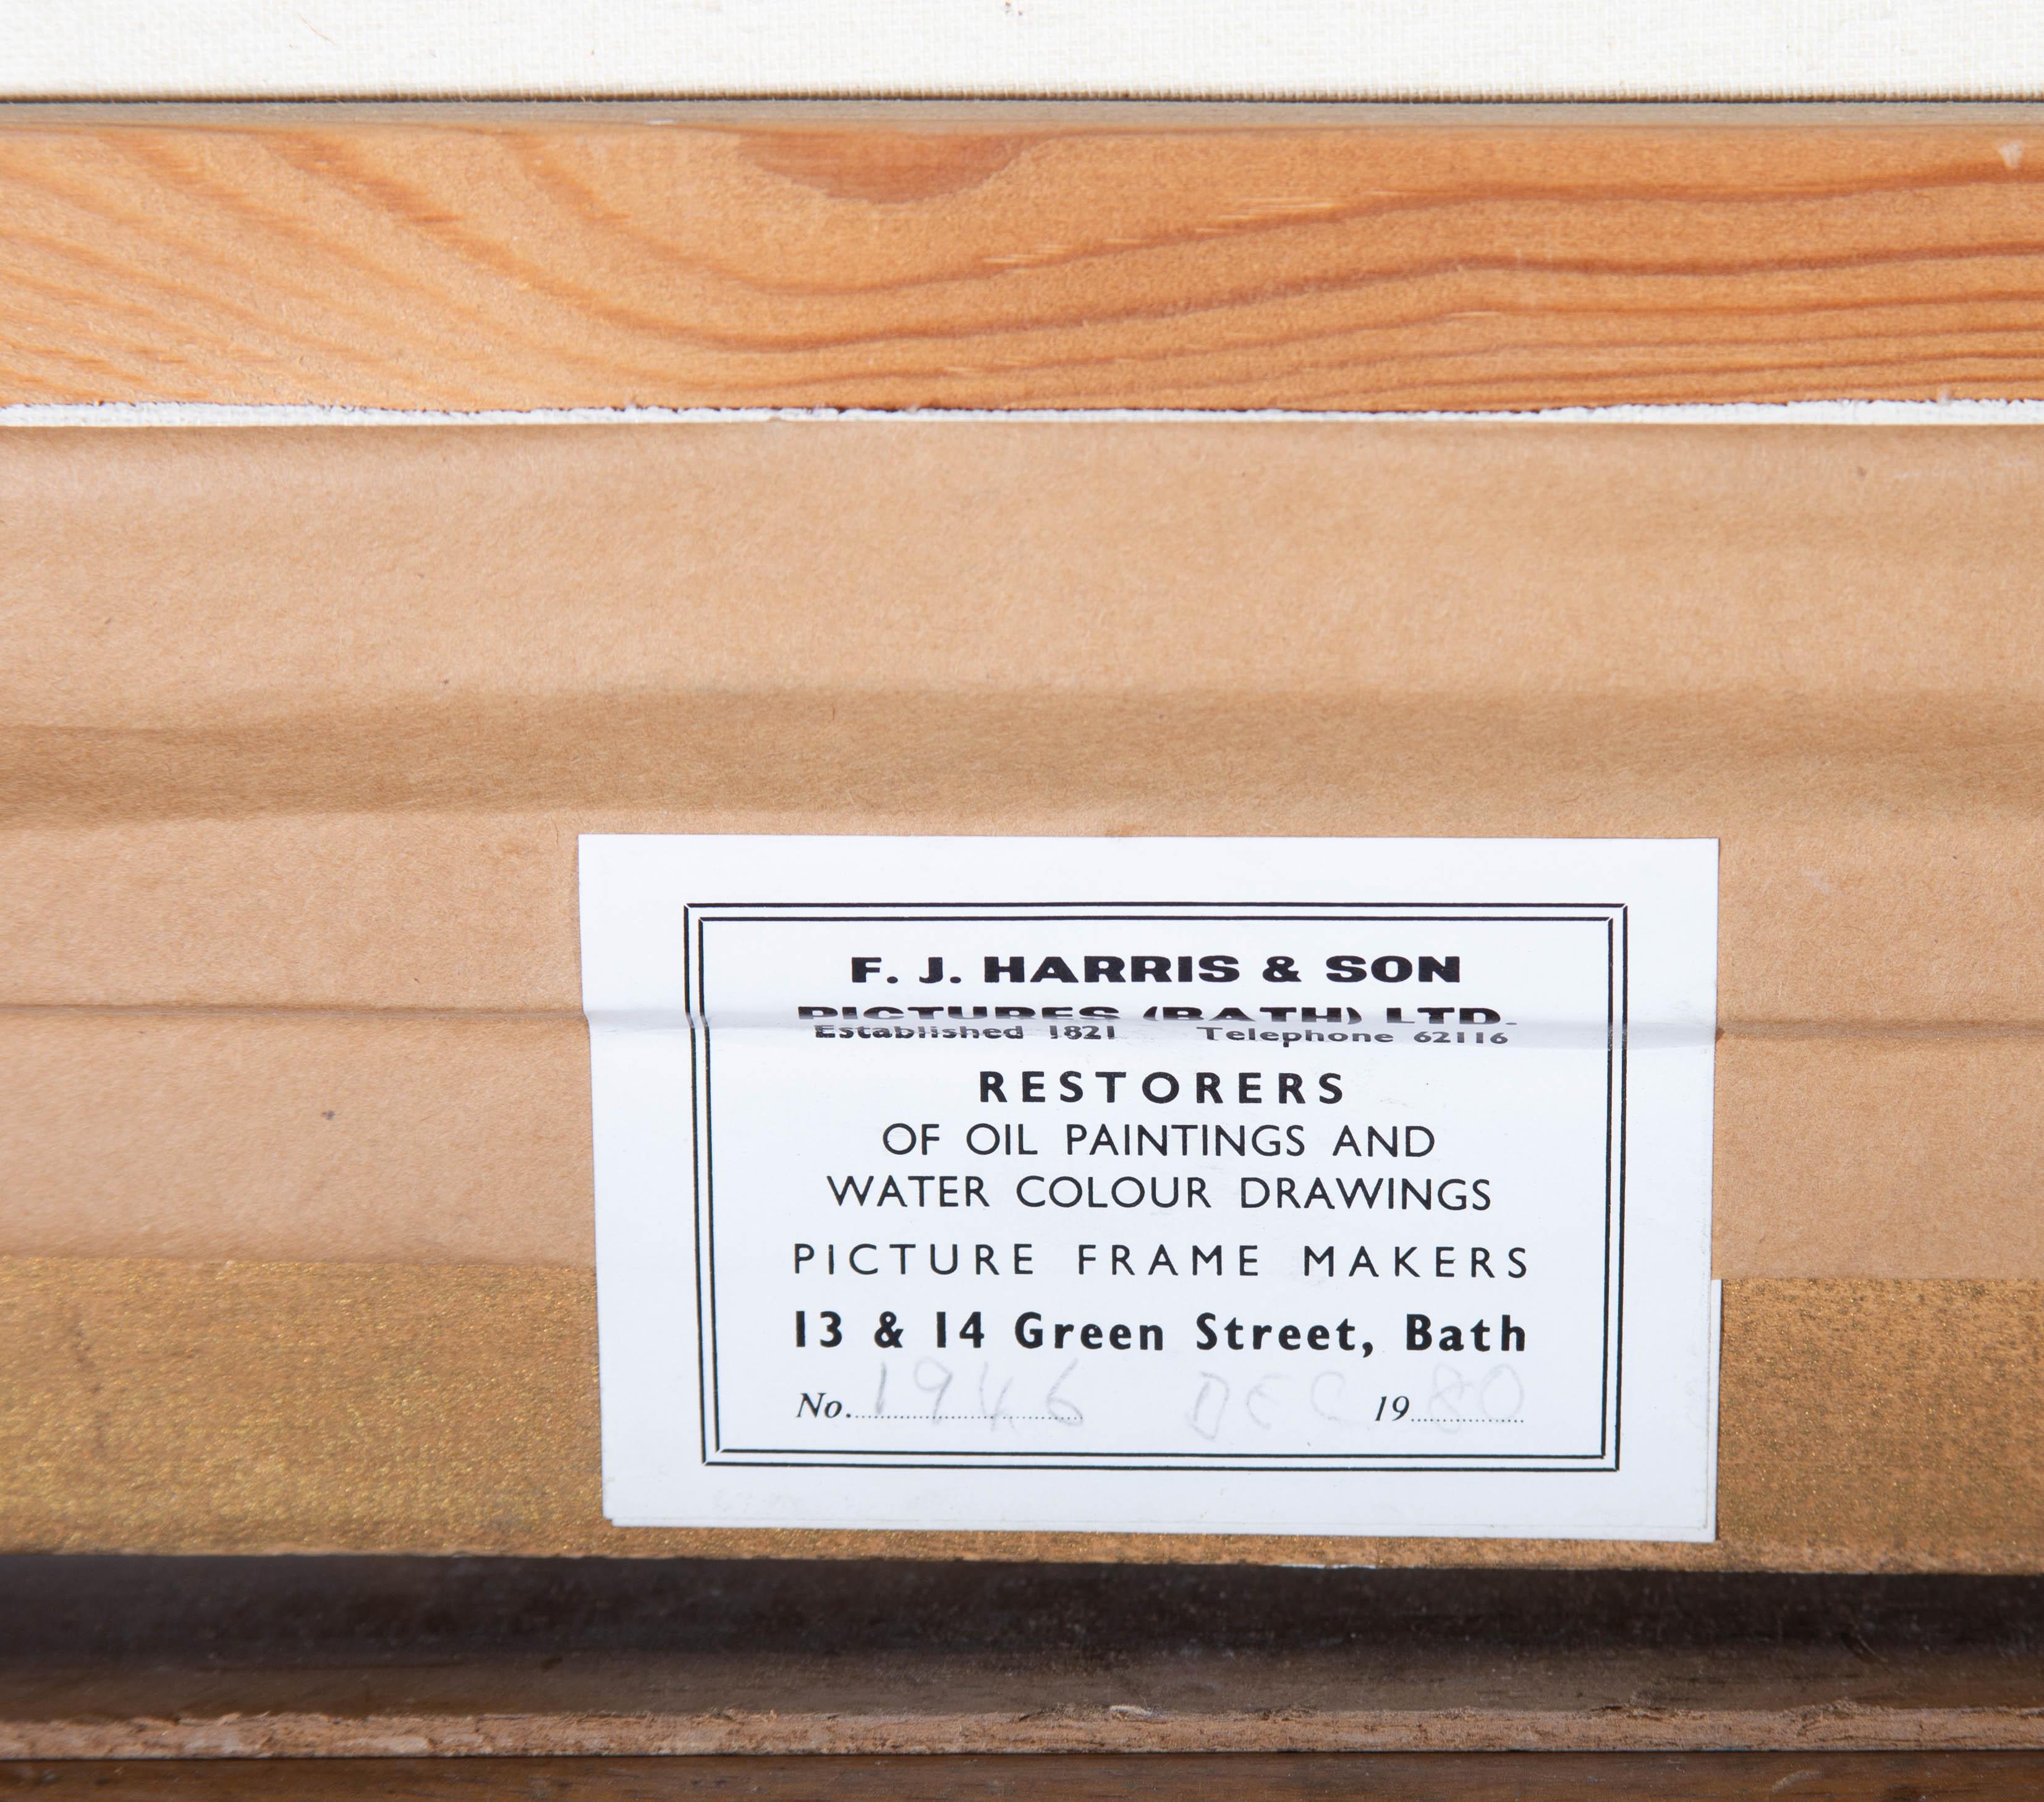 F. J. HARRIS & SON
PICTURES (BATH) LTD.
Established 1821 Telephone 62116
RESTORERS
OF OIL PAINTINGS AND
WATER COLOUR DRAWINGS
PICTURE FRAME MAKERS
13 & 14 Green Street, Bath
No. 1946 DEC 19 80